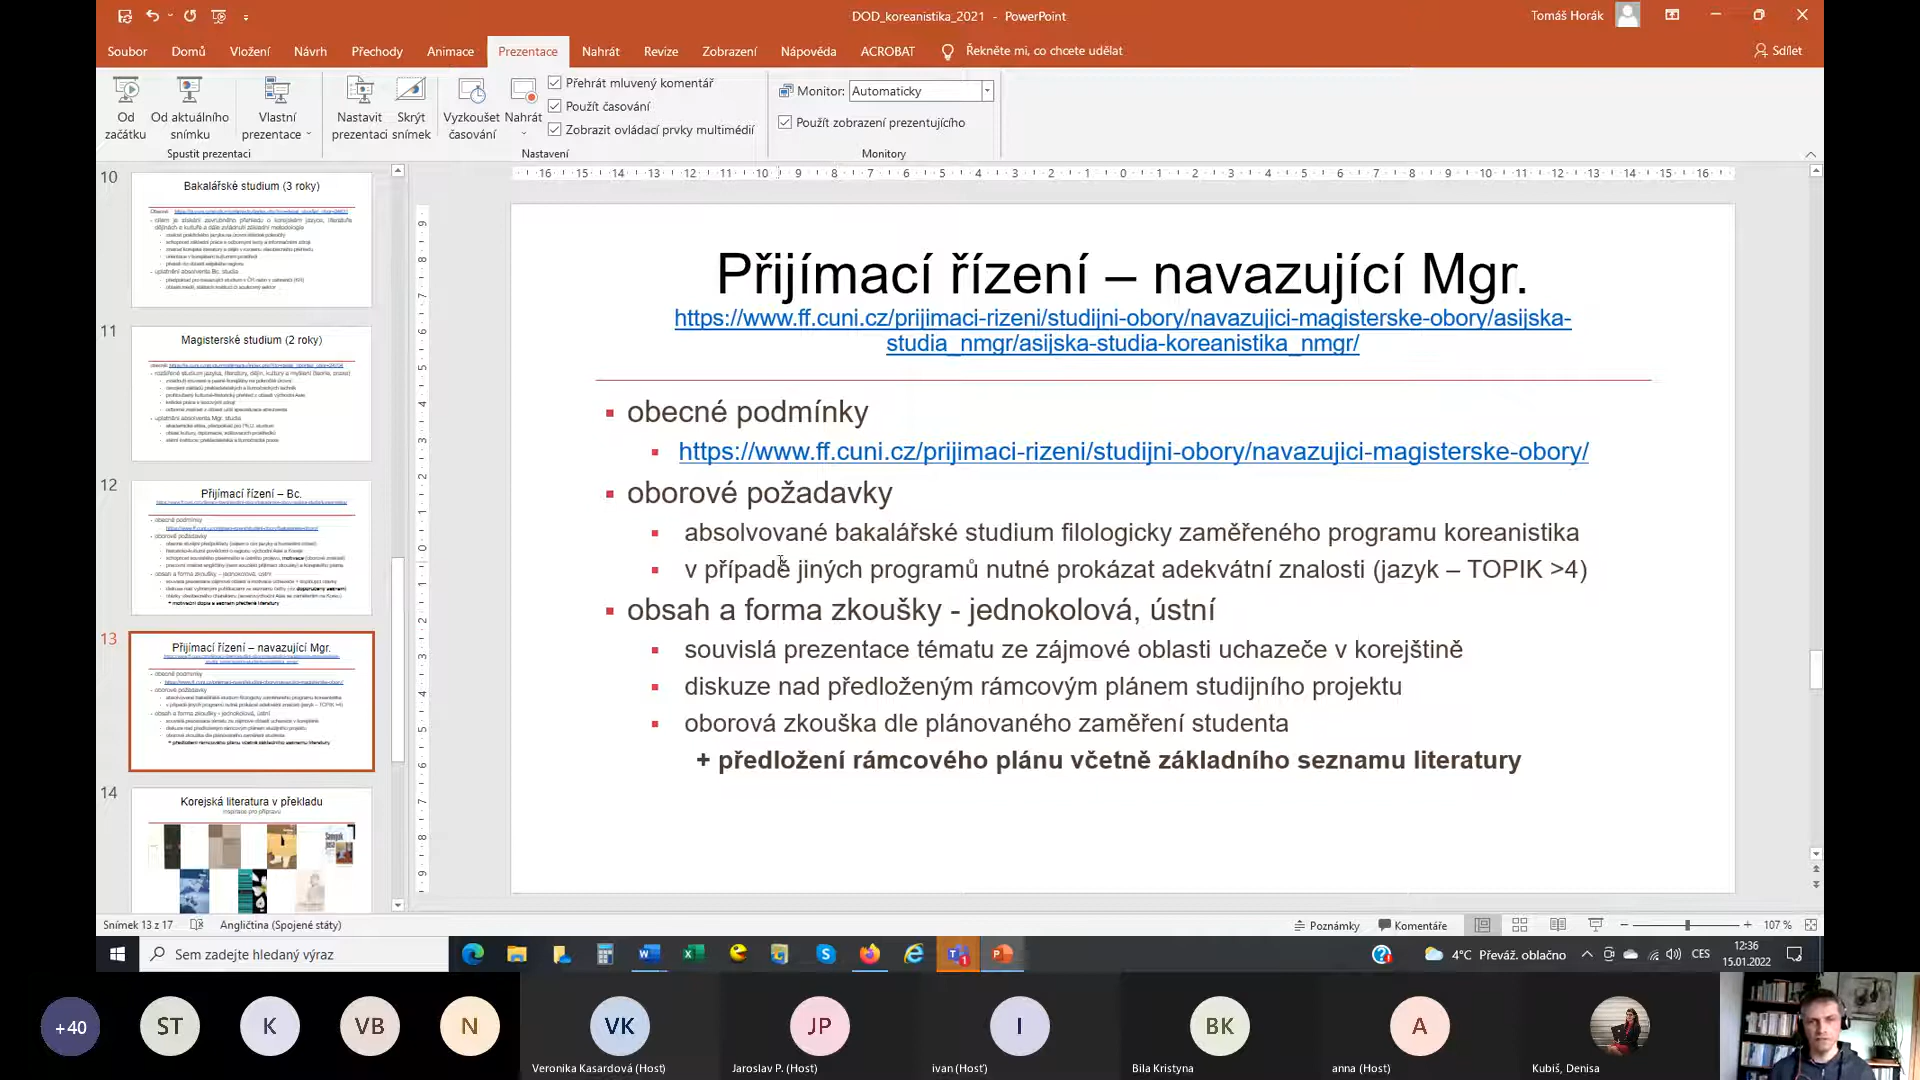 DOD_koreanistika_2021 - PowerPoint
Tomáš Horák
Soubor Domů Vložení Návrh Přechody Animace Prezentace Nahrát Revize Zobrazení Nápověda ACROBAT Řekněte mi, co chcete udělat Sdílet
Od začátku
Od aktuálního snímku
Vlastní prezentace
Nastavit prezentaci
Skrýt snímek
Vyzkoušet časování
Nahrát
Přehrát mluvený komentář
Použít časování
Zobrazit ovládací prvky multimédií
Monitor: Automaticky
Použít zobrazení prezentujícího
Spustit prezentaci
Nastavení
Monitory
10
Bakalářské studium (3 roky)
11
Magisterské studium (2 roky)
12
Přijímací řízení – Bc.
13
Přijímací řízení – navazující Mgr.
14
Korejská literatura v překladu
Přijímací řízení – navazující Mgr.
https://www.ff.cuni.cz/prijimaci-rizeni/studijni-obory/navazujici-magisterske-obory/asijska-
studia_nmgr/asijska-studia-koreanistika_nmgr/
obecné podmínky
https://www.ff.cuni.cz/prijimaci-rizeni/studijni-obory/navazujici-magisterske-obory/
oborové požadavky
absolvované bakalářské studium filologicky zaměřeného programu koreanistika
v případě jiných programů nutné prokázat adekvátní znalosti (jazyk – TOPIK >4)
obsah a forma zkoušky - jednokolová, ústní
souvislá prezentace tématu ze zájmové oblasti uchazeče v korejštině
diskuze nad předloženým rámcovým plánem studijního projektu
oborová zkouška dle plánovaného zaměření studenta
+ předložení rámcového plánu včetně základního seznamu literatury
Snímek 13 z 17 Angličtina (Spojené státy) Poznámky Komentáře 107 %
Sem zadejte hledaný výraz
4°C Převáž. oblačno
CES
12:36
15.01.2022
+40 ST K VB N VK JP I BK A
Veronika Kasardová (Host) Jaroslav P. (Host) ivan (Host) Bila Kristyna anna (Host) Kubiš, Denisa